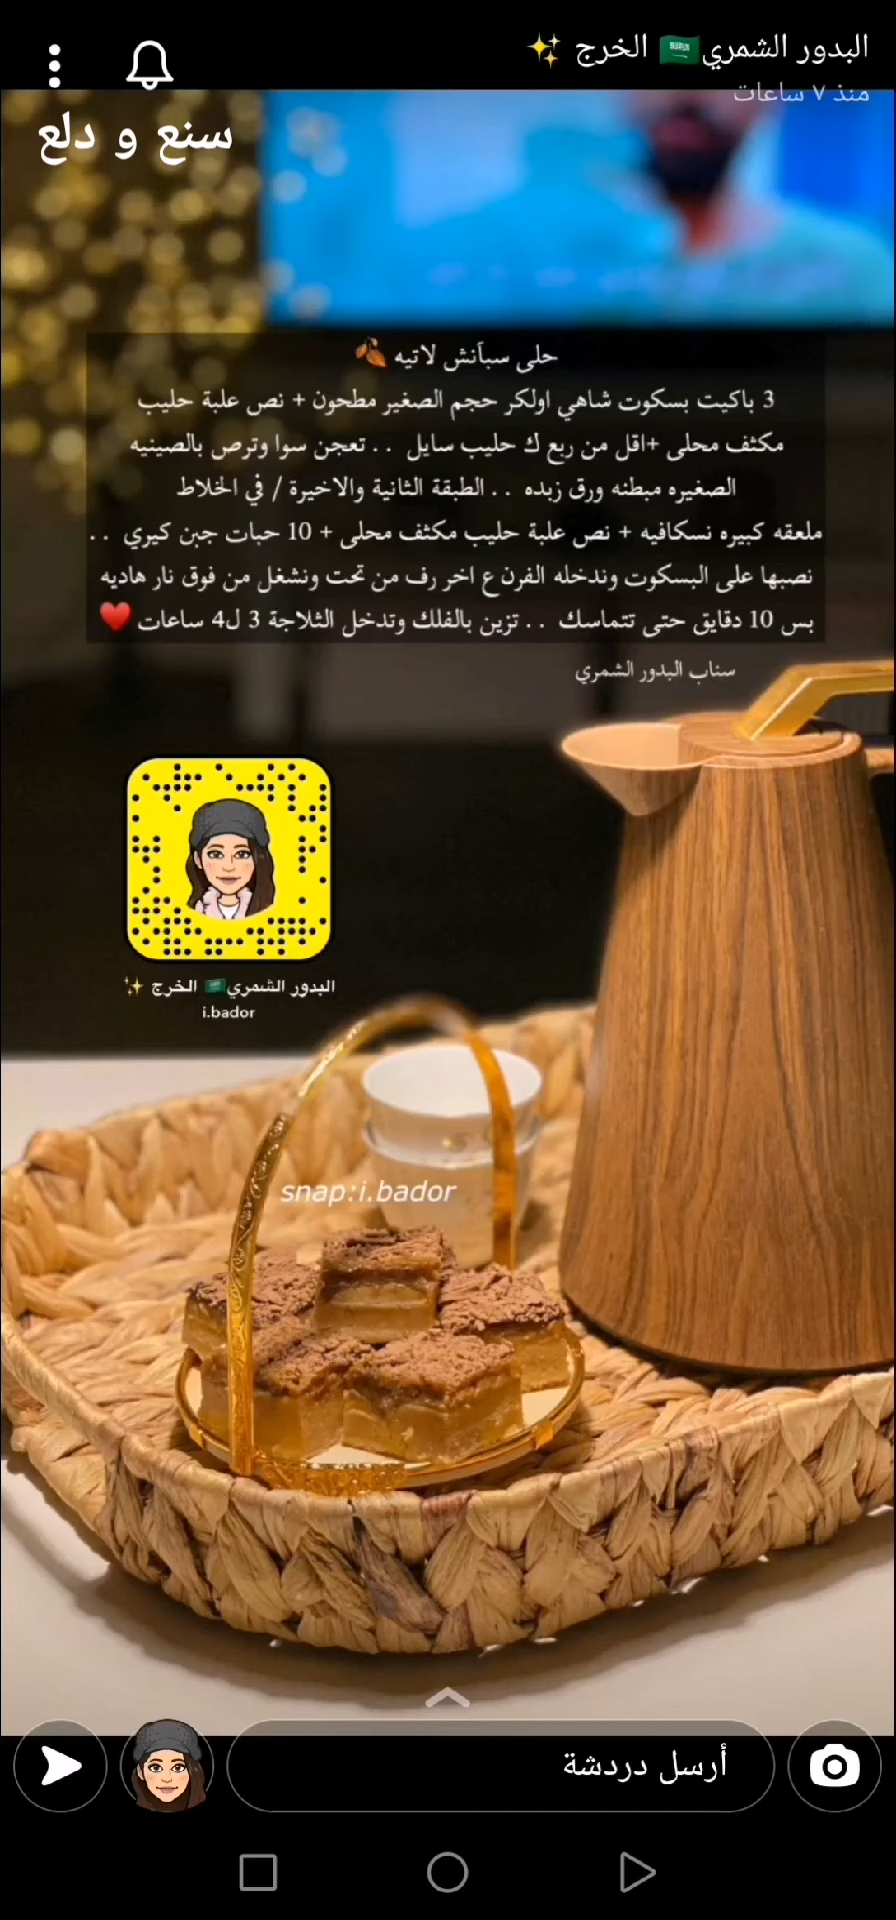 البدور الشمري🇸🇦 الخرج ✨
منذ ٧ ساعات
سنع و دلع
حلى سبآنش لاتيه 🍂
3 باكيت بسكوت شاهي اولكر حجم الصغير مطحون + نص علبة حليب
مكثف محلى +اقل من ربع ك حليب سايل . . تعجن سوا وترص بالصينيه
الصغيره مبطنه ورق زبده . . الطبقة الثانية والاخيرة / في الخلاط
ملعقه كبيره نسكافيه + نص علبة حليب مكثف محلى + 10 حبات جبن كيري . .
نصبها على البسكوت وندخله الفرن ع اخر رف من تحت ونشغل من فوق نار هاديه
بس 10 دقايق حتى تتماسك . . تزين بالفلك وتدخل الثلاجة 3 ل4 ساعات ♥️
سناب البدور الشمري
البدور الشمري🇸🇦 الخرج ✨
i.bador
snap:i.bador
أرسل دردشة